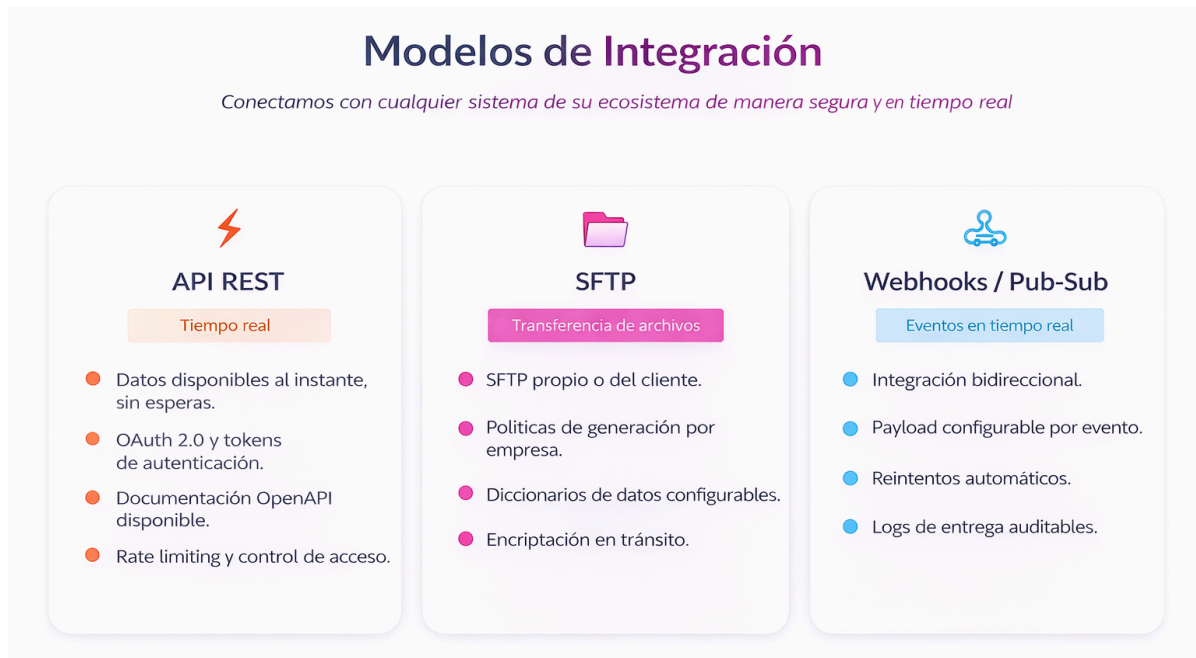 Modelos de Integración
Conectamos con cualquier sistema de su ecosistema de manera segura y en tiempo real
API REST
Tiempo real
Datos disponibles al instante,
sin esperas.
OAuth 2.0 y tokens
de autenticación.
Documentación OpenAPI
disponible.
Rate limiting y control de acceso.
SFTP
Transferencia de archivos
SFTP propio o del cliente.
Politicas de generación por
empresa.
Diccionarios de datos configurables.
Encriptación en tránsito.
Webhooks / Pub-Sub
Eventos en tiempo real
Integración bidireccional.
Payload configurable por evento.
Reintentos automáticos.
Logs de entrega auditables.